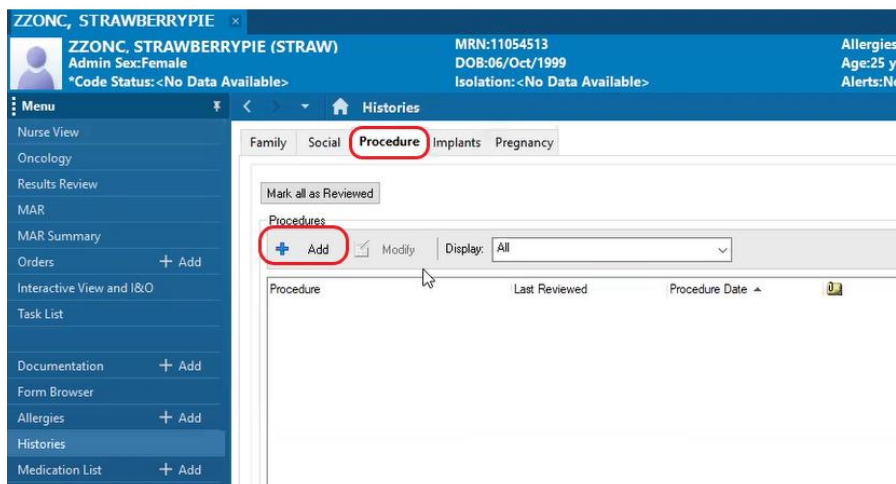 ZZONC, STRAWBERRYPIE ×
ZZONC, STRAWBERRYPIE (STRAW)
Admin Sex:Female
*Code Status:<No Data Available>
MRN:11054513
DOB:06/Oct/1999
Isolation:<No Data Available>
Allergies
Age:25 y
Alerts:No
Menu
Histories
Nurse View
Oncology
Results Review
MAR
MAR Summary
Orders + Add
Interactive View and I&O
Task List
Documentation + Add
Form Browser
Allergies + Add
Histories
Medication List + Add
Family Social Procedure Implants Pregnancy
Mark all as Reviewed
Procedures
Add Modify Display: All
Procedure Last Reviewed Procedure Date